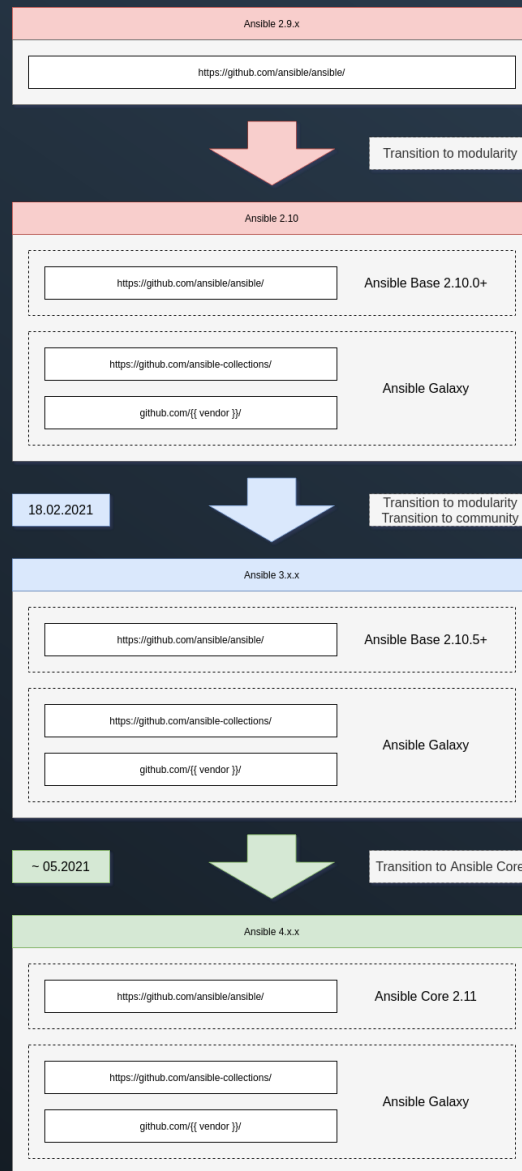 Ansible 2.9.x
https://github.com/ansible/ansible/
Transition to modularity
Ansible 2.10
https://github.com/ansible/ansible/
Ansible Base 2.10.0+
https://github.com/ansible-collections/
Ansible Galaxy
github.com/{{ vendor }}/
18.02.2021
Transition to modularity
Transition to community
Ansible 3.x.x
https://github.com/ansible/ansible/
Ansible Base 2.10.5+
https://github.com/ansible-collections/
Ansible Galaxy
github.com/{{ vendor }}/
~ 05.2021
Transition to Ansible Core
Ansible 4.x.x
https://github.com/ansible/ansible/
Ansible Core 2.11
https://github.com/ansible-collections/
Ansible Galaxy
github.com/{{ vendor }}/